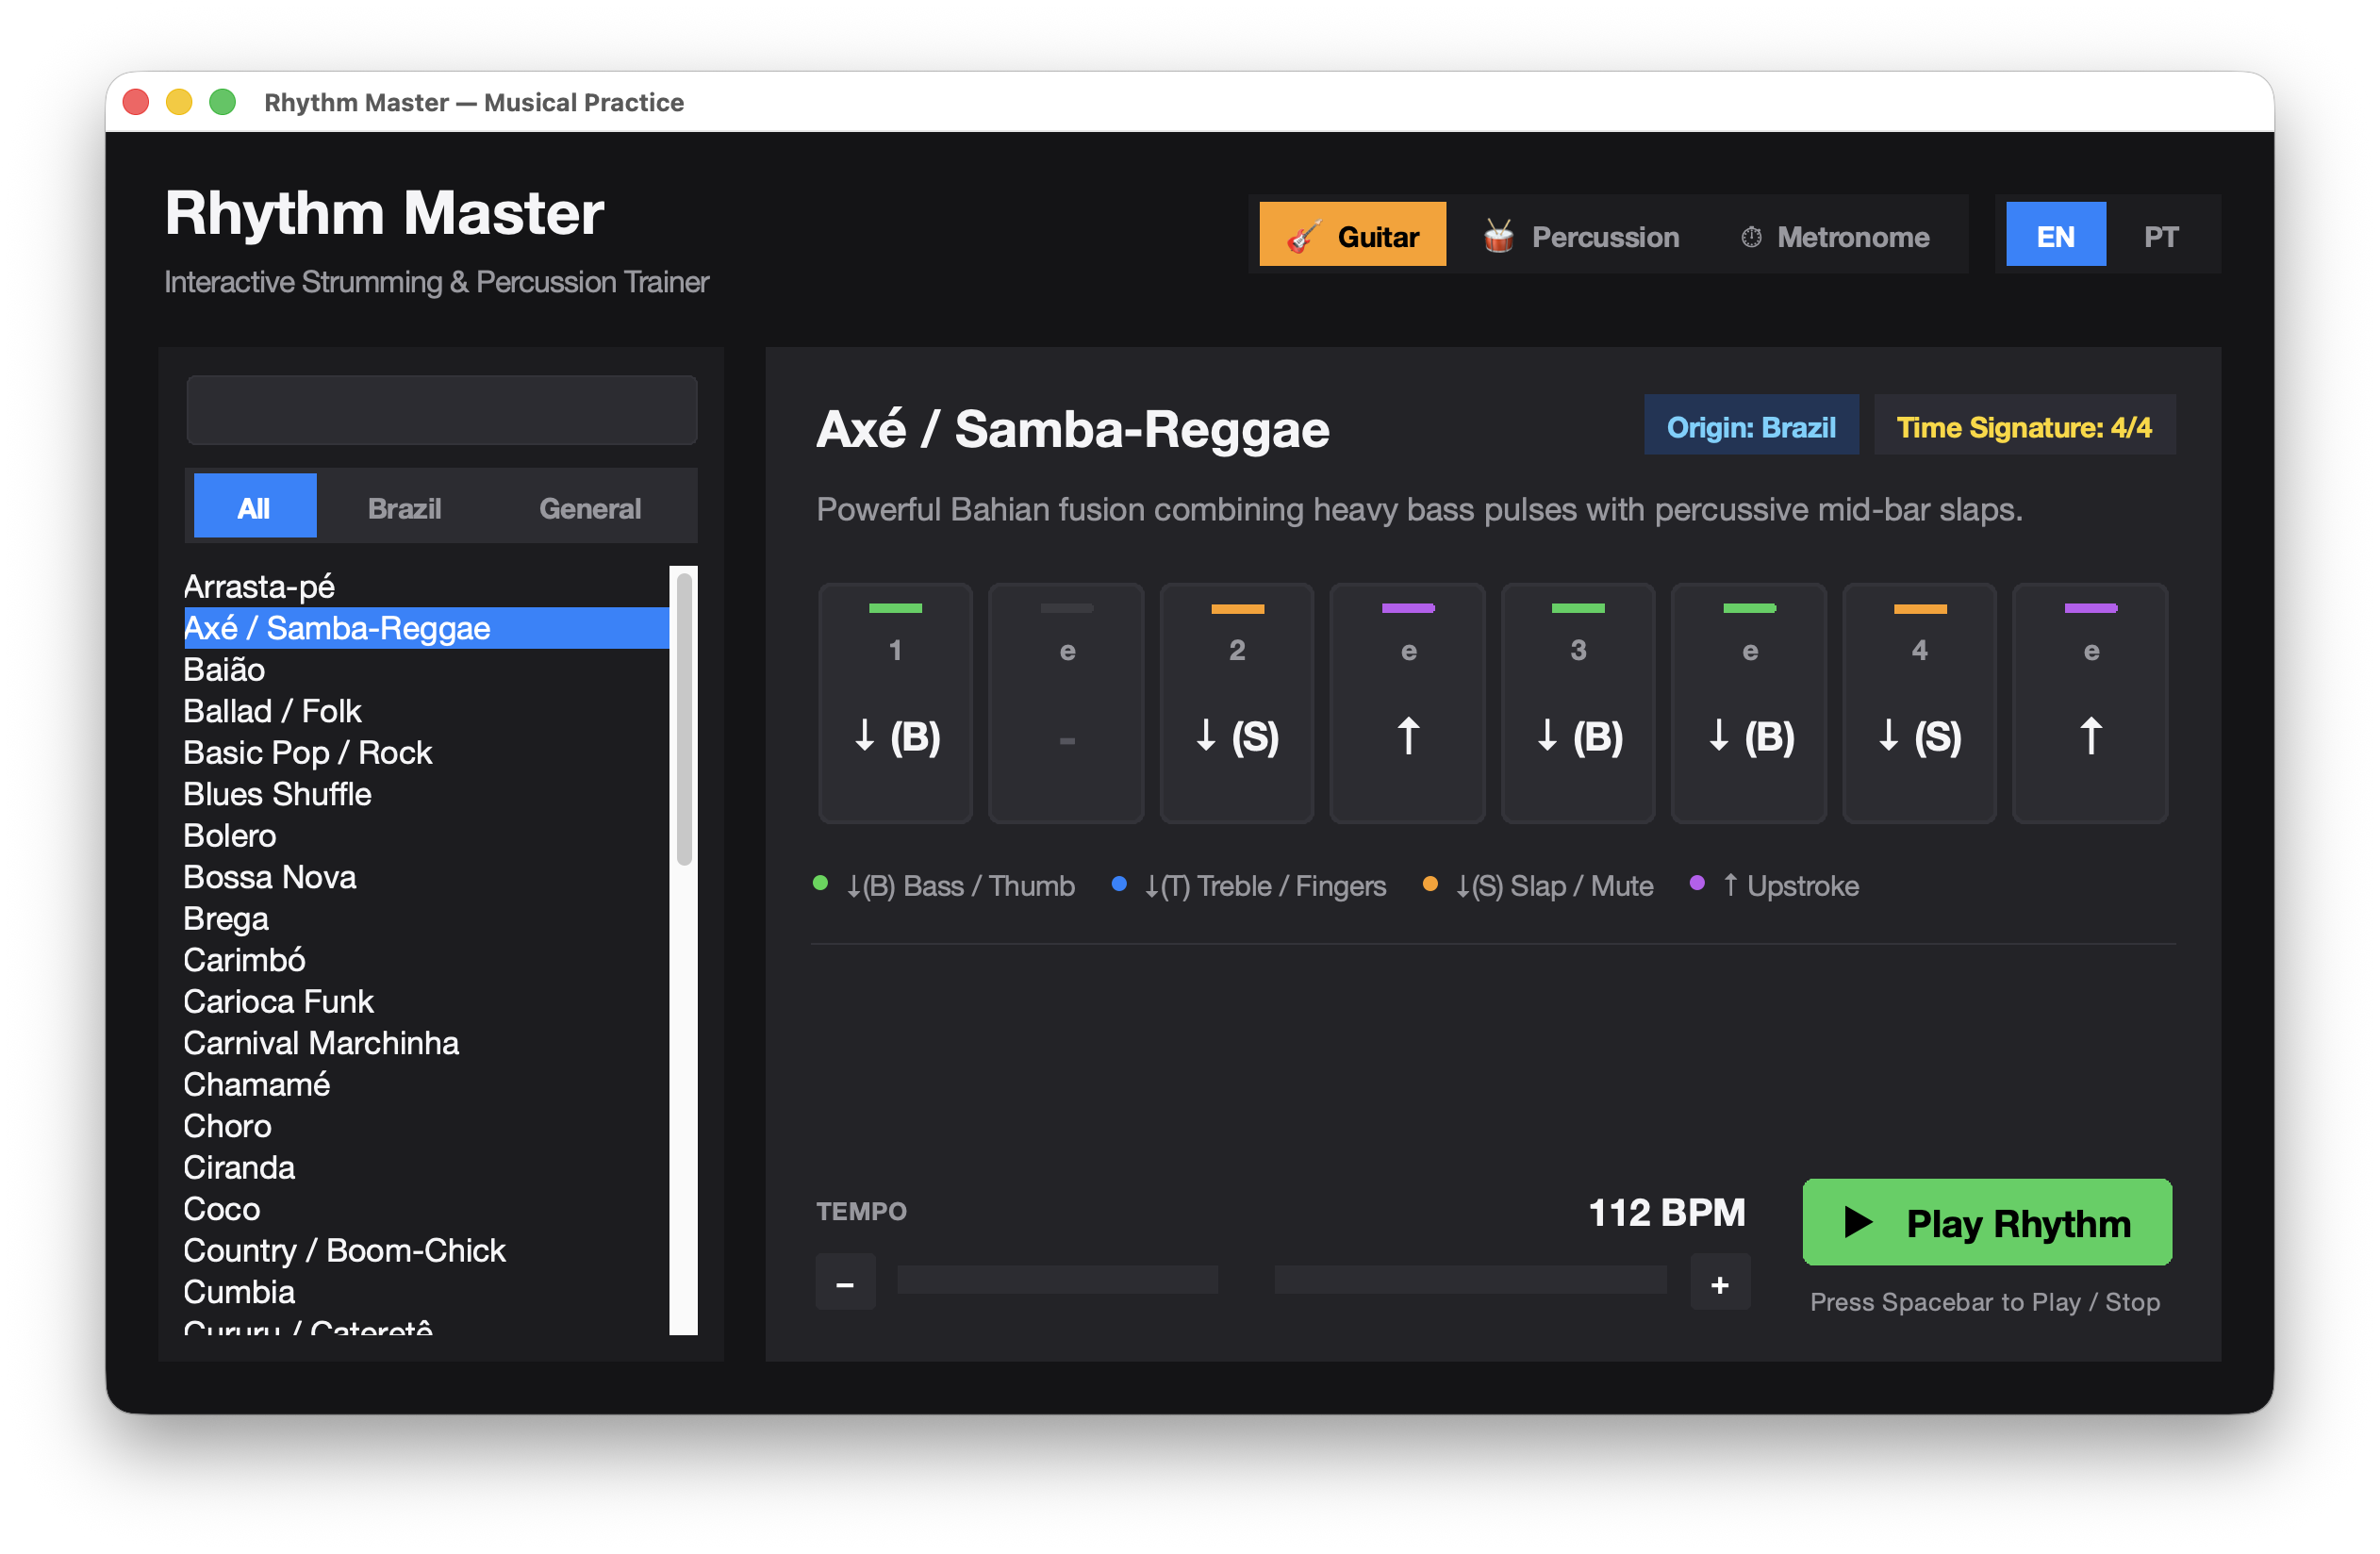 Rhythm Master — Musical Practice
Rhythm Master
Interactive Strumming & Percussion Trainer
Guitar
Percussion
Metronome
EN
PT
All
Brazil
General
Arrasta-pé
Axé / Samba-Reggae
Baião
Ballad / Folk
Basic Pop / Rock
Blues Shuffle
Bolero
Bossa Nova
Brega
Carimbó
Carioca Funk
Carnival Marchinha
Chamamé
Choro
Ciranda
Coco
Country / Boom-Chick
Cumbia
Cururu / Cateretê
Axé / Samba-Reggae
Origin: Brazil
Time Signature: 4/4
Powerful Bahian fusion combining heavy bass pulses with percussive mid-bar slaps.
1 e 2 e 3 e 4 e
↓ (B) - ↓ (S) ↑ ↓ (B) ↓ (B) ↓ (S) ↑
↓(B) Bass / Thumb
↓(T) Treble / Fingers
↓(S) Slap / Mute
↑ Upstroke
TEMPO
112 BPM
−
+
▶ Play Rhythm
Press Spacebar to Play / Stop